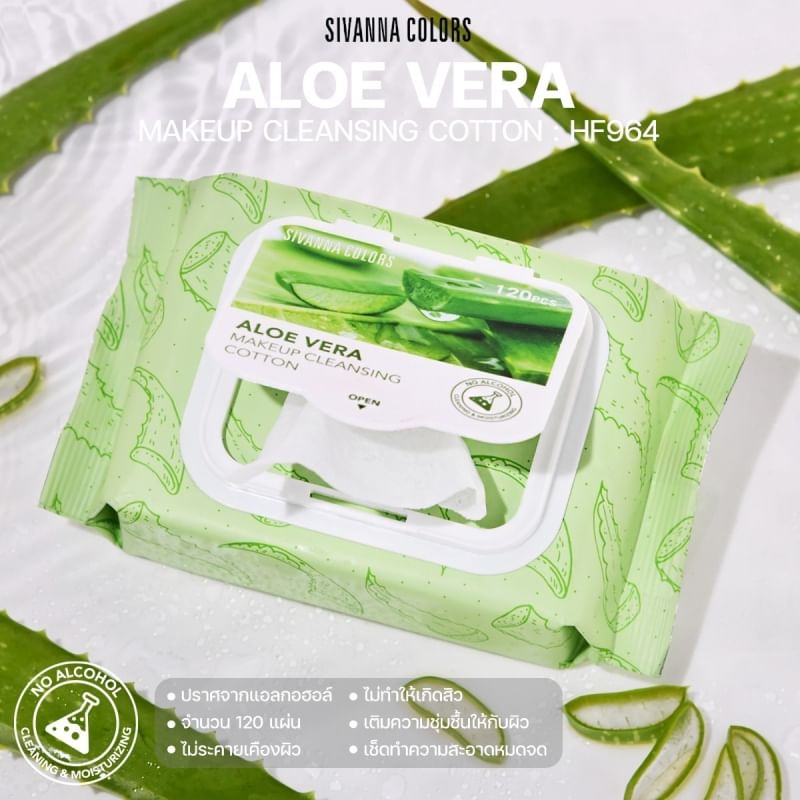 SIVANNA COLORS
ALOE VERA
MAKEUP CLEANSING COTTON : HF964
SIVANNA COLORS
120PCS
ALOE VERA
MAKEUP CLEANSING
COTTON
NO ALCOHOL
CLEANING & MOISTURIZING
OPEN
NO ALCOHOL
CLEANING & MOISTURIZING
• ปราศจากแอลกอฮอล์
• จำนวน 120 แผ่น
• ไม่ระคายเคืองผิว
• ไม่ทำให้เกิดสิว
• เติมความชุ่มชื้นให้กับผิว
• เช็ดทำความสะอาดหมดจด